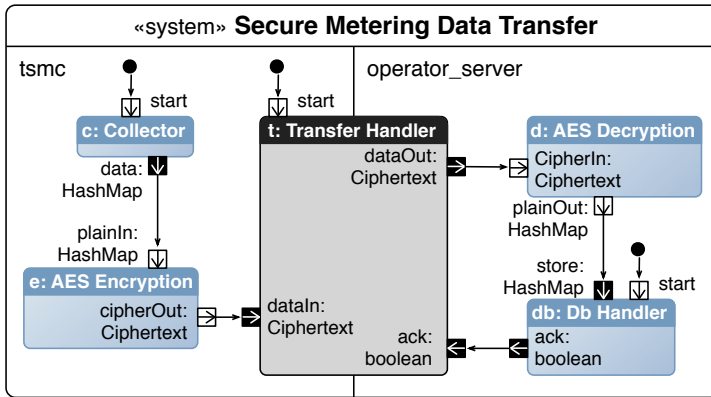 «system» Secure Metering Data Transfer
tsmc
operator_server
start
start
c: Collector
t: Transfer Handler
d: AES Decryption
data:
HashMap
dataOut:
Ciphertext
CipherIn:
Ciphertext
plainIn:
HashMap
plainOut:
HashMap
e: AES Encryption
cipherOut:
Ciphertext
dataIn:
Ciphertext
store:
HashMap
start
db: Db Handler
ack:
boolean
ack:
boolean